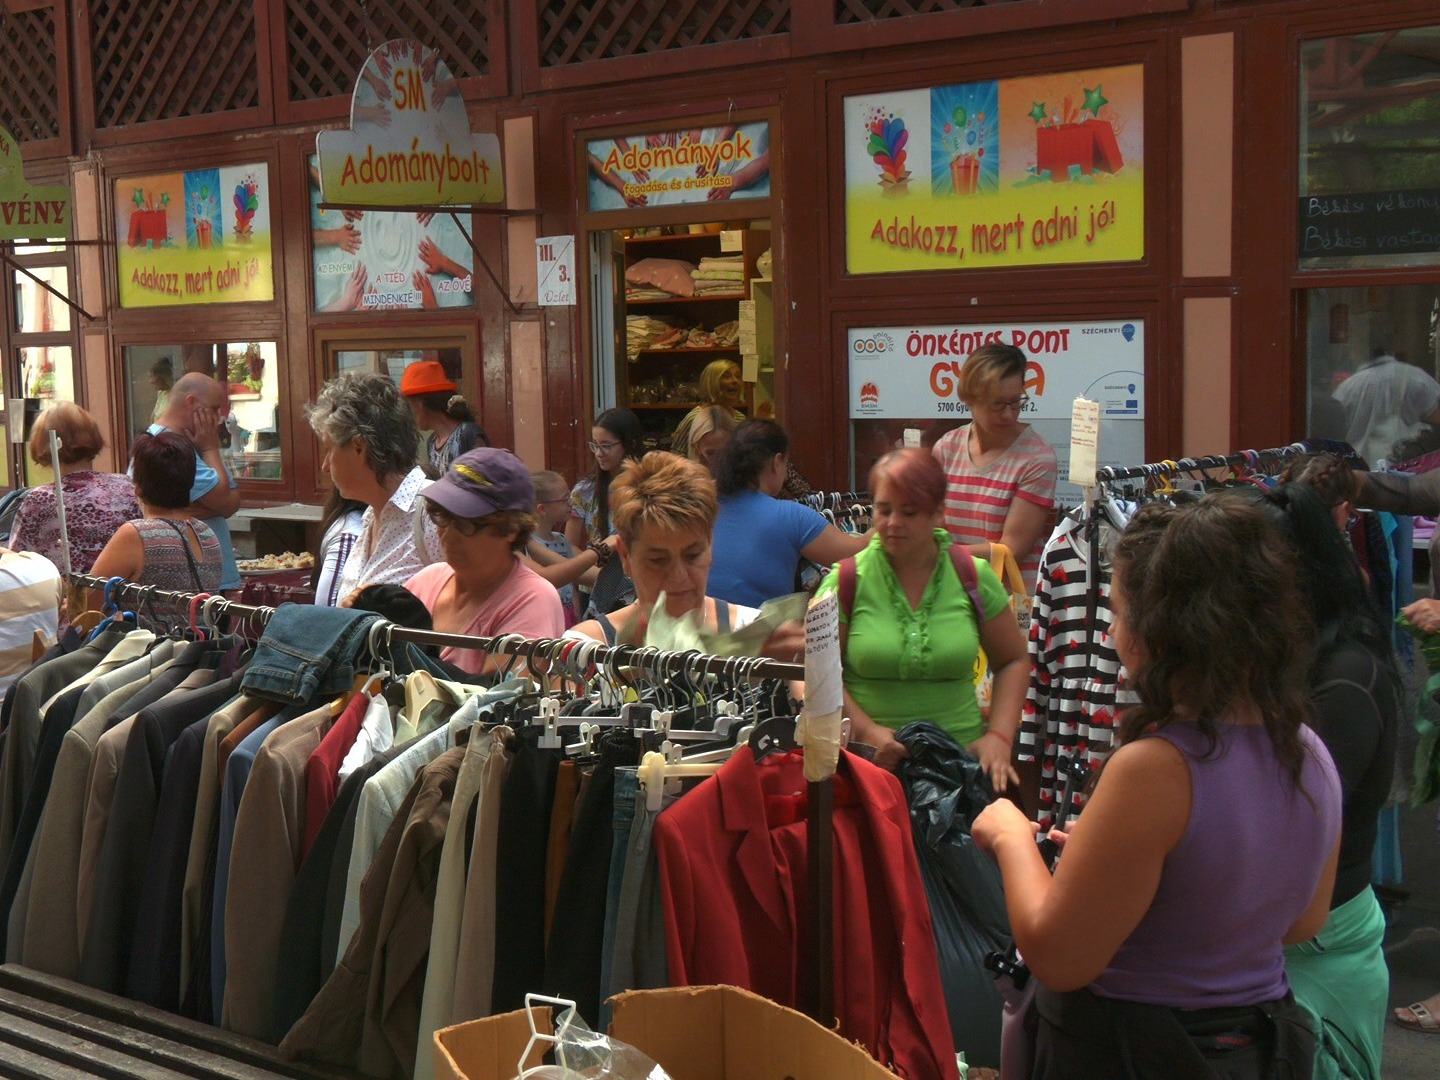 VÉNY
SM
Adománybolt
Adakozz, mert adni jó!
AZ ENYÉM
A TIÉD
AZ ÖVÉ
MINDENKIÉ !!!
III.
3.
Üzlet
Adományok
fogadása és árusítása
Adakozz, mert adni jó!
ÖNKÉNTES PONT
SZÉCHENYI
5700
2.
Békési
Békési